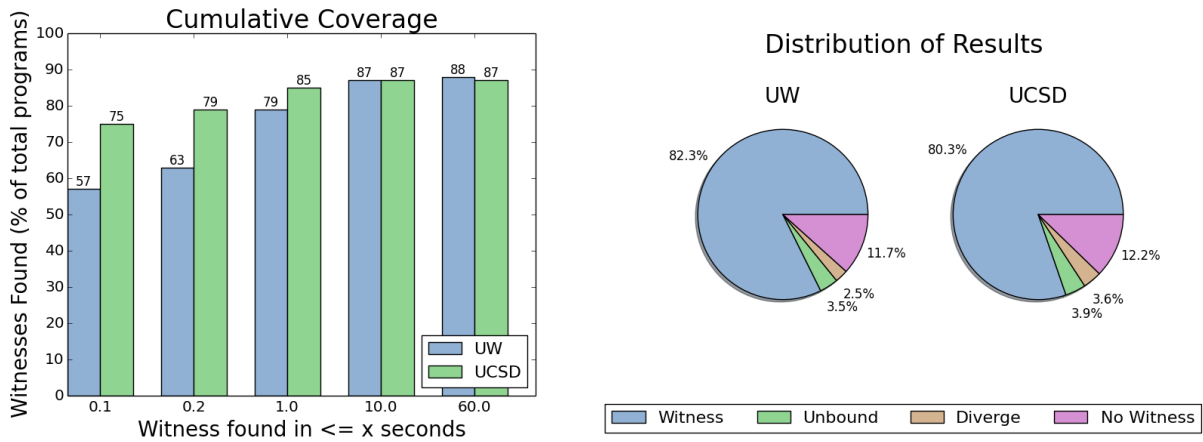 Cumulative Coverage
Witnesses Found (% of total programs)
100
90
80
70
60
50
40
30
20
10
0
57
75
63
79
79
85
87
87
88
87
UW
UCSD
0.1
0.2
1.0
10.0
60.0
Witness found in <= x seconds
Distribution of Results
UW
82.3%
11.7%
2.5%
3.5%
UCSD
80.3%
12.2%
3.6%
3.9%
Witness
Unbound
Diverge
No Witness